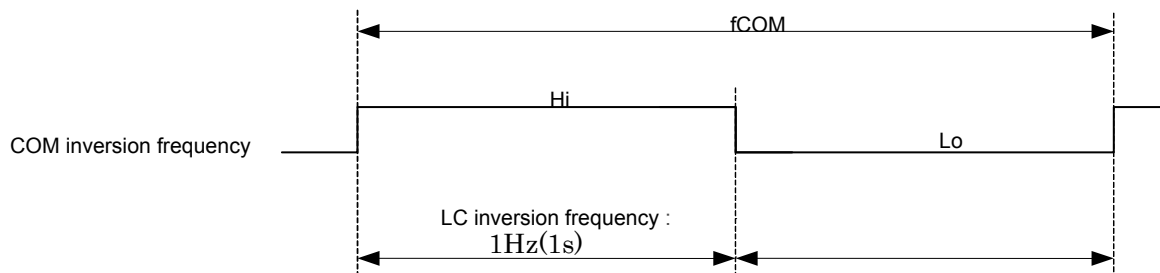 fCOM
Hi
COM inversion frequency
Lo
LC inversion frequency :
1Hz(1s)